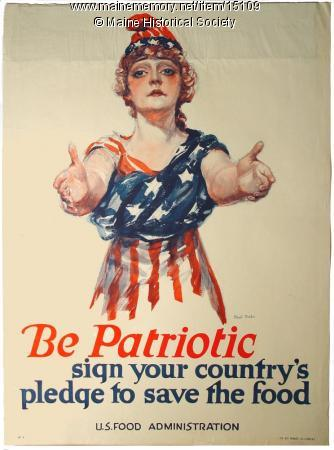 www.mainememory.net/item/15109
© Maine Historical Society
Be Patriotic
sign your country's
pledge to save the food
U.S. FOOD ADMINISTRATION